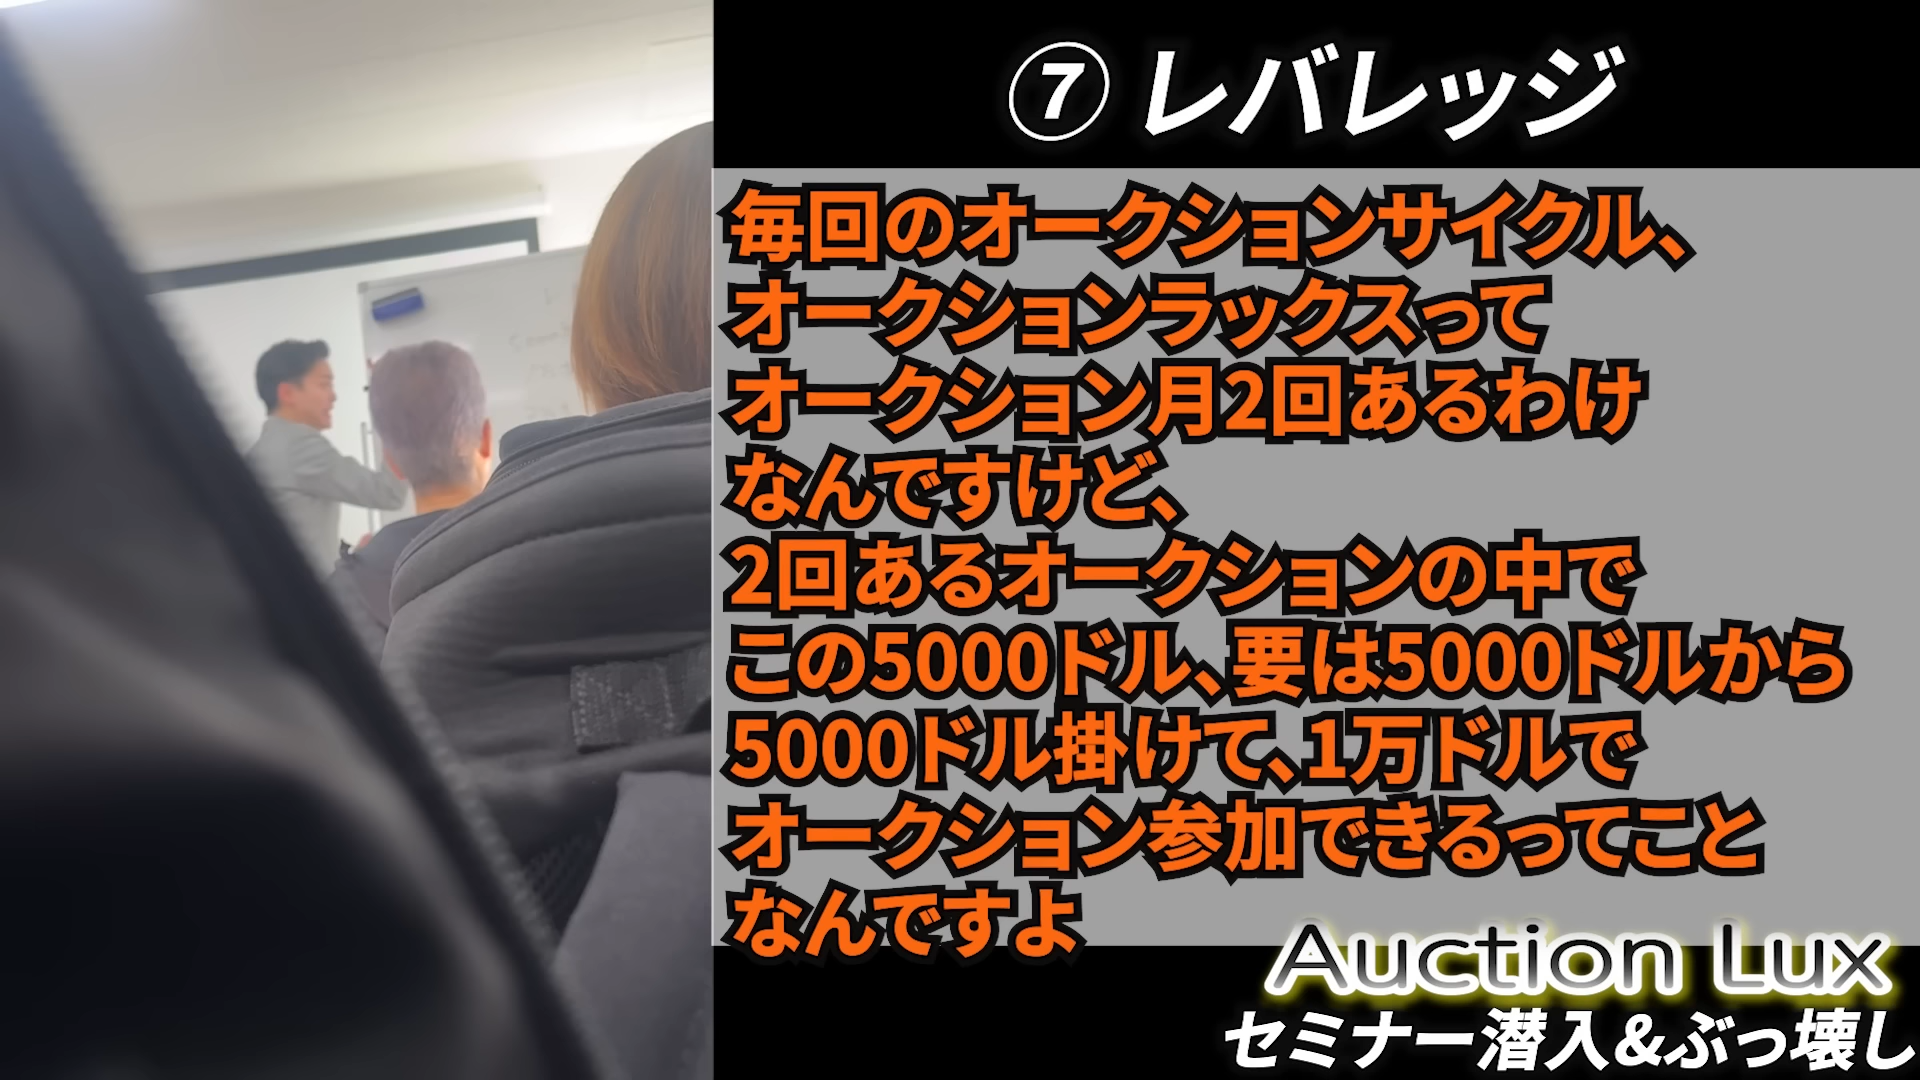 ⑦ レバレッジ
毎回のオークションサイクル、
オークションラックスって
オークション月2回あるわけ
なんですけど、
2回あるオークションの中で
この5000ドル、要は5000ドルから
5000ドル掛けて、1万ドルで
オークション参加できるってこと
なんですよ
Auction Lux
セミナー潜入&ぶっ壊し